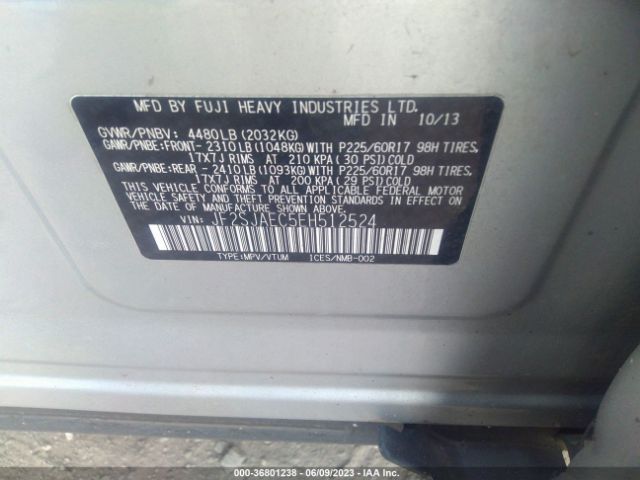 MFD BY FUJI HEAVY INDUSTRIES LTD.
MFD IN 10/13
GVWR/PNBV: 4480LB(2032KG)
GAWR/PNBE:FRONT- 2310LB(1048KG)WITH P225/60R17 98H TIRES,
17X7J RIMS AT 210 KPA(30 PSI)COLD
GAWR/PNBE:REAR - 2410LB(1093KG)WITH P225/60R17 98H TIRES,
17X7J RIMS AT 200 KPA(29 PSI)COLD
THIS VEHICLE CONFORMS TO ALL APPLICABLE FEDERAL MOTOR
VEHICLE SAFETY, BUMPER, AND THEFT PREVENTION STANDARDS IN EFFECT ON
THE DATE OF MANUFACTURE SHOWN ABOVE.
VIN: JF2SJAEC5EH512524
TYPE:MPV/VTUM ICES/NMB-002
000-36801238 - 06/09/2023 - IAA Inc.